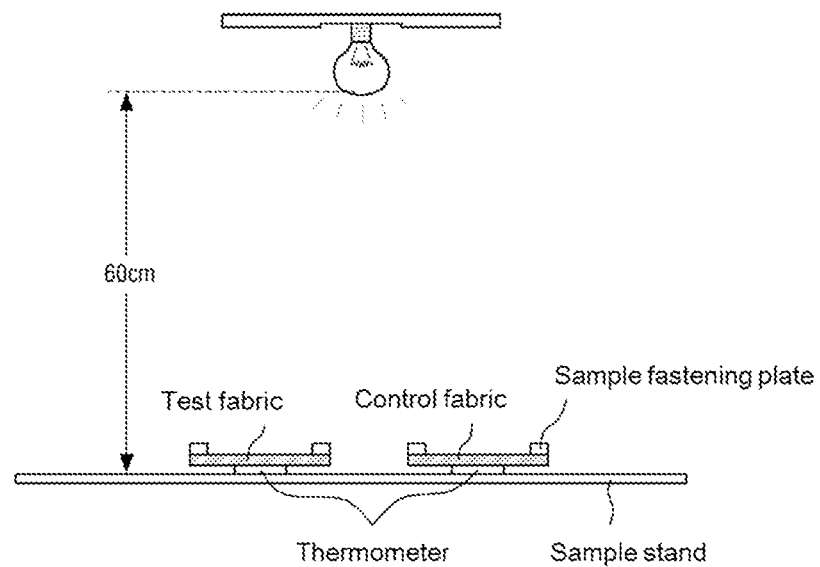 60cm
Sample fastening plate
Test fabric
Control fabric
Thermometer
Sample stand